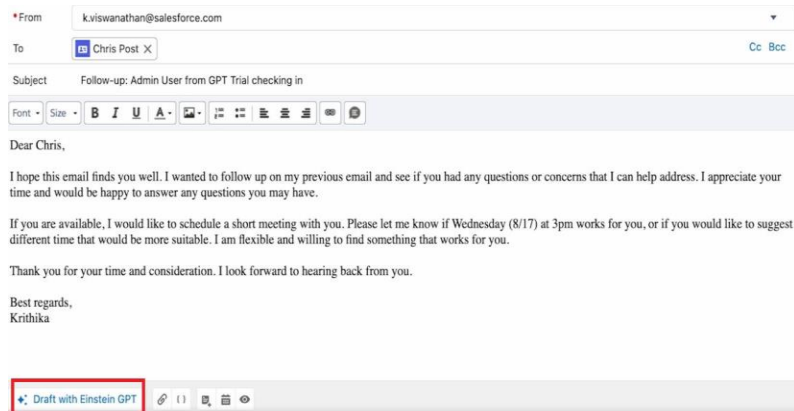 *From k.viswanathan@salesforce.com
To Chris Post Cc Bcc
Subject Follow-up: Admin User from GPT Trial checking in
Font Size B I U A
Dear Chris,
I hope this email finds you well. I wanted to follow up on my previous email and see if you had any questions or concerns that I can help address. I appreciate your
time and would be happy to answer any questions you may have.
If you are available, I would like to schedule a short meeting with you. Please let me know if Wednesday (8/17) at 3pm works for you, or if you would like to suggest
different time that would be more suitable. I am flexible and willing to find something that works for you.
Thank you for your time and consideration. I look forward to hearing back from you.
Best regards,
Krithika
Draft with Einstein GPT